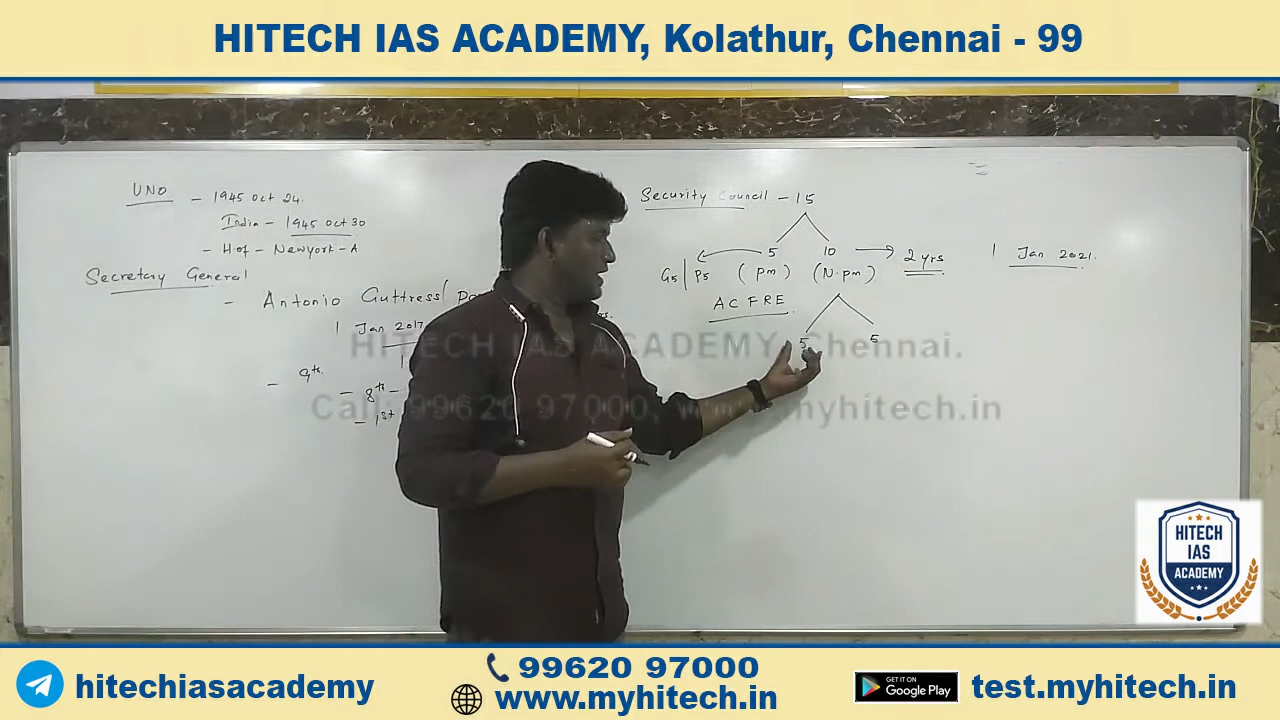 HITECH IAS ACADEMY, Kolathur, Chennai - 99
UNO - 1945 Oct 24.
India - 1945 Oct 30
- H.of - Newyork - A
Secretary General
- Antonio Guttress (Po
1 Jan 2017
- 9th.
- 8th -
- 1st
Security Council - 15
5 10 → 2 yrs
G5 | P5 (Pm) (N.Pm)
ACFRE
5 5
1 Jan 2021.
HITECH IAS ACADEMY, Chennai.
Call: 99620 97000, www.myhitech.in
HITECH
IAS
ACADEMY
hitechiasacademy
99620 97000
www.myhitech.in
GET IT ON
Google Play
test.myhitech.in